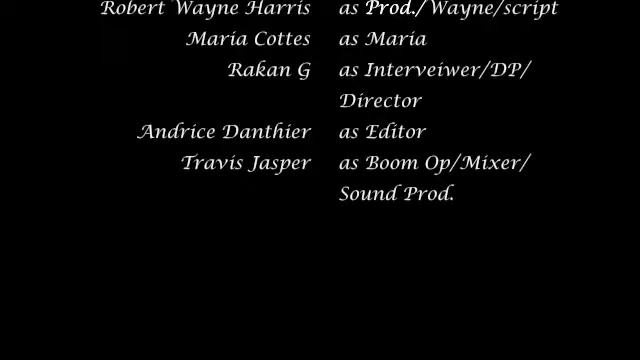 Robert Wayne Harris as Prod./Wayne/script
Maria Cottes as Maria
Rakan G as Interveiwer/DP/
Director
Andrice Danthier as Editor
Travis Jasper as Boom Op/Mixer/
Sound Prod.